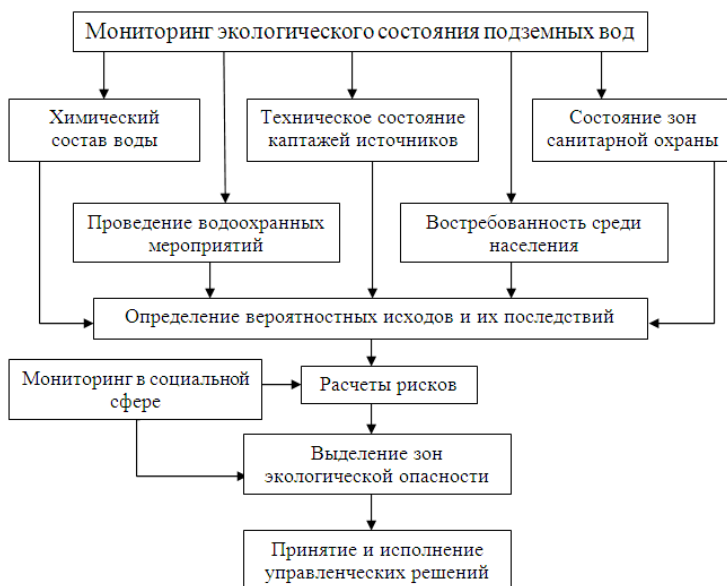 Мониторинг экологического состояния подземных вод
Химический
состав воды
Техническое состояние
каптажей источников
Состояние зон
санитарной охраны
Проведение водоохранных
мероприятий
Востребованность среди
населения
Определение вероятностных исходов и их последствий
Мониторинг в социальной
сфере
Расчеты рисков
Выделение зон
экологической опасности
Принятие и исполнение
управленческих решений